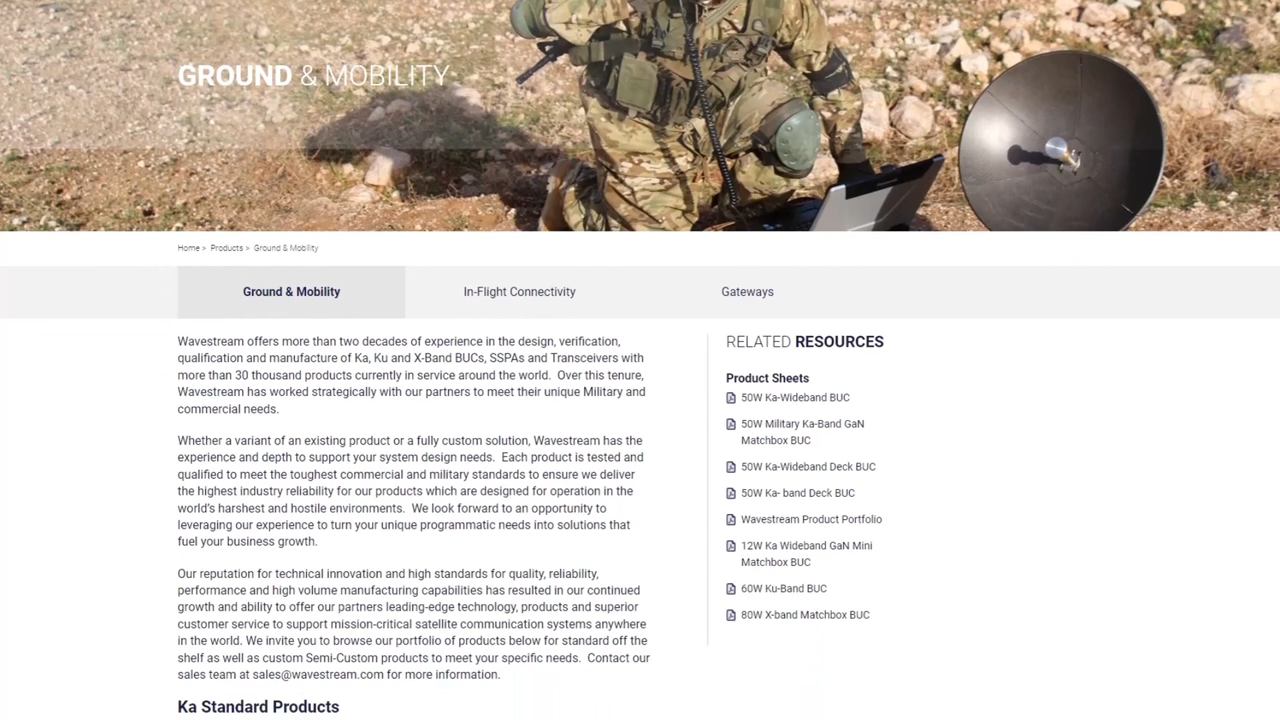 GROUND & MOBILITY
Home > Products > Ground & Mobility
Ground & Mobility
In-Flight Connectivity
Gateways
Wavestream offers more than two decades of experience in the design, verification,
qualification and manufacture of Ka, Ku and X-Band BUCs, SSPAs and Transceivers with
more than 30 thousand products currently in service around the world. Over this tenure,
Wavestream has worked strategically with our partners to meet their unique Military and
commercial needs.
Whether a variant of an existing product or a fully custom solution, Wavestream has the
experience and depth to support your system design needs. Each product is tested and
qualified to meet the toughest commercial and military standards to ensure we deliver
the highest industry reliability for our products which are designed for operation in the
world's harshest and hostile environments. We look forward to an opportunity to
leveraging our experience to turn your unique programmatic needs into solutions that
fuel your business growth.
Our reputation for technical innovation and high standards for quality, reliability,
performance and high volume manufacturing capabilities has resulted in our continued
growth and ability to offer our partners leading-edge technology, products and superior
customer service to support mission-critical satellite communication systems anywhere
in the world. We invite you to browse our portfolio of products below for standard off the
shelf as well as custom Semi-Custom products to meet your specific needs. Contact our
sales team at sales@wavestream.com for more information.
Ka Standard Products
RELATED RESOURCES
Product Sheets
50W Ka-Wideband BUC
50W Military Ka-Band GaN
Matchbox BUC
50W Ka-Wideband Deck BUC
50W Ka- band Deck BUC
Wavestream Product Portfolio
12W Ka Wideband GaN Mini
Matchbox BUC
60W Ku-Band BUC
80W X-band Matchbox BUC